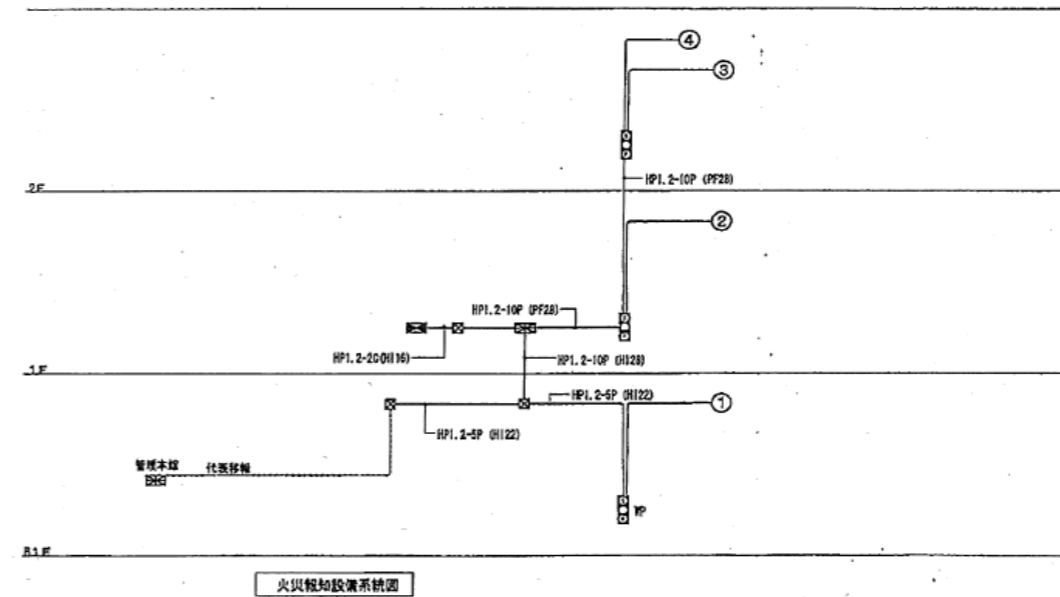 ④
③
HP1.2-10P (PF28)
2F
②
HP1.2-10P (PF28)
HP1.2-2C(HI16)
HP1.2-10P (HI28)
1F
HP1.2-5P (HI22)
①
HP1.2-5P (HI22)
管理本館
代表移報
WP
B1F
火災報知設備系統図